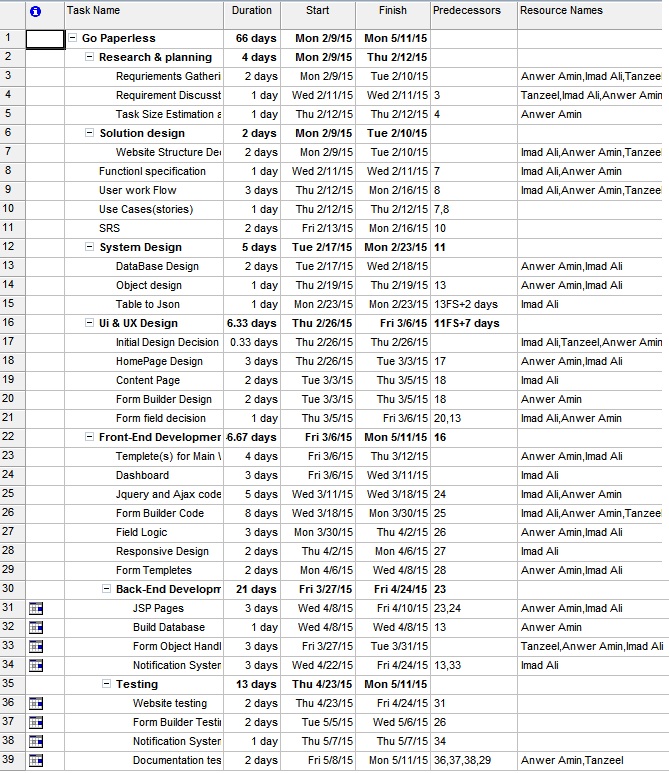 Task Name Duration Start Finish Predecessors Resource Names
1 Go Paperless 66 days Mon 2/9/15 Mon 5/11/15
2 Research & planning 4 days Mon 2/9/15 Thu 2/12/15
3 Requriements Gatheri 2 days Mon 2/9/15 Tue 2/10/15 Anwer Amin,Imad Ali,Tanzeel
4 Requirement Discusst 1 day Wed 2/11/15 Wed 2/11/15 3 Tanzeel,Imad Ali,Anwer Amin
5 Task Size Estimation a 1 day Thu 2/12/15 Thu 2/12/15 4 Anwer Amin
6 Solution design 2 days Mon 2/9/15 Tue 2/10/15
7 Website Structure Dec 2 days Mon 2/9/15 Tue 2/10/15 Imad Ali,Anwer Amin,Tanzeel
8 Functionl specification 1 day Wed 2/11/15 Wed 2/11/15 7 Imad Ali,Anwer Amin
9 User work Flow 3 days Thu 2/12/15 Mon 2/16/15 8 Imad Ali,Anwer Amin,Tanzeel
10 Use Cases(stories) 1 day Thu 2/12/15 Thu 2/12/15 7,8
11 SRS 2 days Fri 2/13/15 Mon 2/16/15 10
12 System Design 5 days Tue 2/17/15 Mon 2/23/15 11
13 DataBase Design 2 days Tue 2/17/15 Wed 2/18/15 Anwer Amin,Imad Ali
14 Object design 1 day Thu 2/19/15 Thu 2/19/15 13 Anwer Amin,Imad Ali
15 Table to Json 1 day Mon 2/23/15 Mon 2/23/15 13FS+2 days Imad Ali
16 Ui & UX Design 6.33 days Thu 2/26/15 Fri 3/6/15 11FS+7 days
17 Initial Design Decision 0.33 days Thu 2/26/15 Thu 2/26/15 Imad Ali,Tanzeel,Anwer Amin
18 HomePage Design 3 days Thu 2/26/15 Tue 3/3/15 17 Anwer Amin,Imad Ali
19 Content Page 2 days Tue 3/3/15 Thu 3/5/15 18 Imad Ali
20 Form Builder Design 2 days Tue 3/3/15 Thu 3/5/15 18 Anwer Amin
21 Form field decision 1 day Thu 3/5/15 Fri 3/6/15 20,13 Imad Ali,Anwer Amin
22 Front-End Developmer 6.67 days Fri 3/6/15 Mon 5/11/15 16
23 Templete(s) for Main 4 days Fri 3/6/15 Thu 3/12/15 Anwer Amin,Imad Ali
24 Dashboard 3 days Fri 3/6/15 Wed 3/11/15 Imad Ali
25 Jquery and Ajax code 5 days Wed 3/11/15 Wed 3/18/15 24 Imad Ali,Anwer Amin
26 Form Builder Code 8 days Wed 3/18/15 Mon 3/30/15 25 Imad Ali,Anwer Amin,Tanzeel
27 Field Logic 3 days Mon 3/30/15 Thu 4/2/15 26 Anwer Amin,Imad Ali
28 Responsive Design 2 days Thu 4/2/15 Mon 4/6/15 27 Imad Ali
29 Form Templetes 2 days Mon 4/6/15 Wed 4/8/15 28 Anwer Amin,Imad Ali
30 Back-End Developm 21 days Fri 3/27/15 Fri 4/24/15 23
31 JSP Pages 3 days Wed 4/8/15 Fri 4/10/15 23,24 Anwer Amin,Imad Ali
32 Build Database 1 day Wed 4/8/15 Wed 4/8/15 13 Anwer Amin
33 Form Object Handl 3 days Fri 3/27/15 Tue 3/31/15 Tanzeel,Anwer Amin,Imad Ali
34 Notification System 3 days Wed 4/22/15 Fri 4/24/15 13,33 Imad Ali
35 Testing 13 days Thu 4/23/15 Mon 5/11/15
36 Website testing 2 days Thu 4/23/15 Fri 4/24/15 31
37 Form Builder Testi 2 days Tue 5/5/15 Wed 5/6/15 26
38 Notification System 1 day Thu 5/7/15 Thu 5/7/15 34
39 Documentation tes 2 days Fri 5/8/15 Mon 5/11/15 36,37,38,29 Anwer Amin,Tanzeel